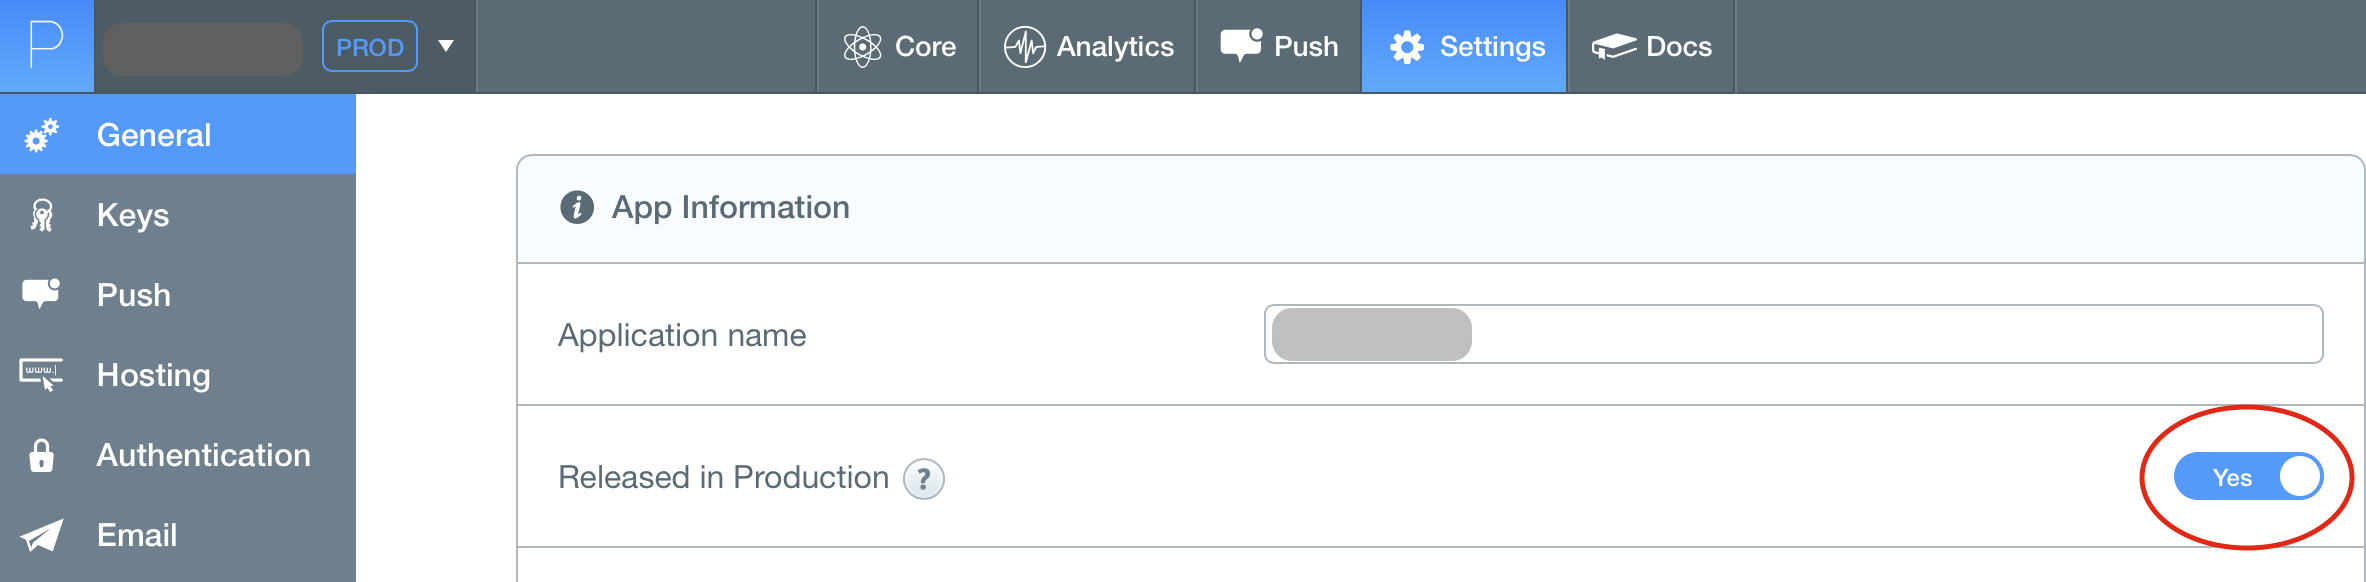 P PROD Core Analytics Push Settings Docs
General
Keys
Push
www. Hosting
Authentication
Email
App Information
Application name
Released in Production ? Yes